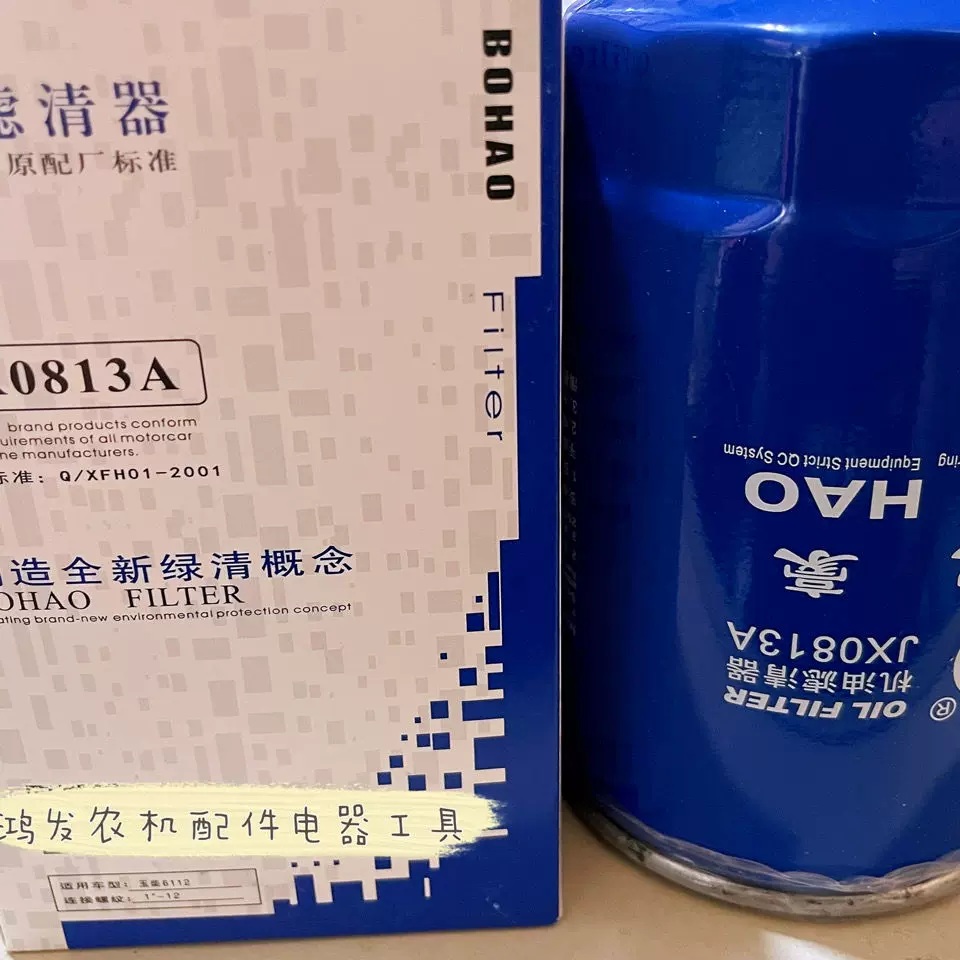 滤清器
原配厂标准
BOHAO
Filter
0813A
brand products conform
uirements of all motorcar
ne manufacturers.
标准: Q/XFH01-2001
造全新绿清概念
OHAO FILTER
ating brand-new environmental protection concept
鸿发农机配件电器工具
适用车型: 玉柴6112
连接螺纹: 1"-12
OIL FILTER
机油滤清器
JX0813A
豪
HAO
Equipment Strict QC System
ring
®